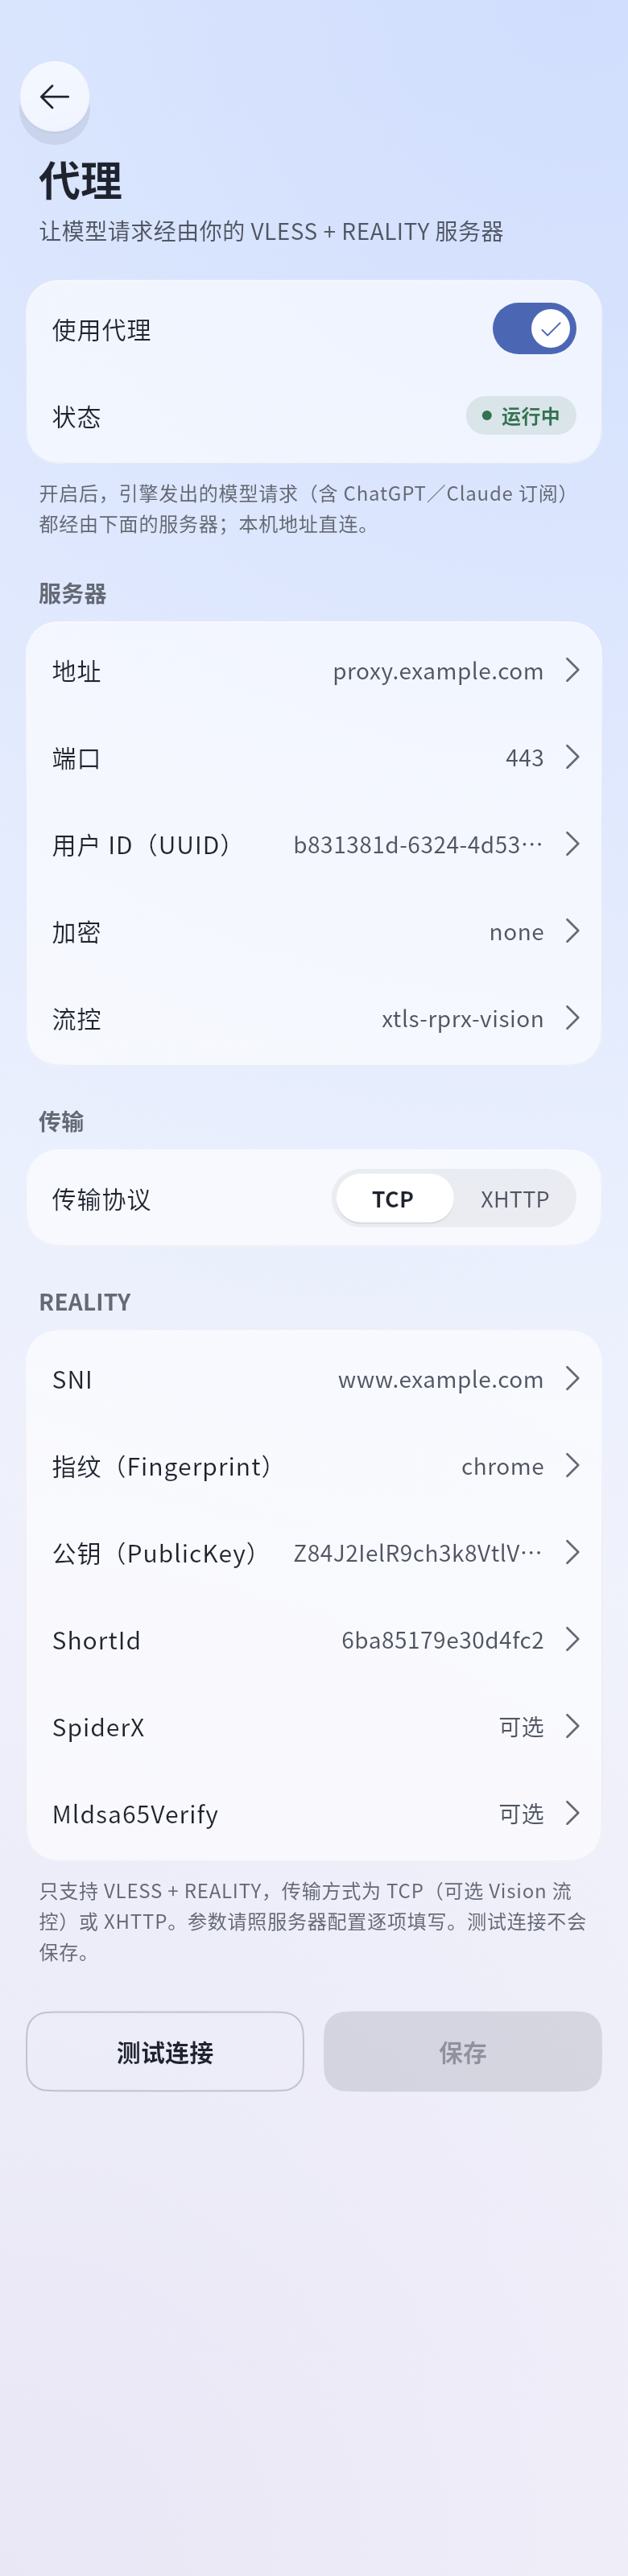 代理
让模型请求经由你的 VLESS + REALITY 服务器
使用代理
状态
运行中
开启后，引擎发出的模型请求（含 ChatGPT／Claude 订阅）
都经由下面的服务器；本机地址直连。
服务器
地址
proxy.example.com
端口
443
用户 ID（UUID）
b831381d-6324-4d53…
加密
none
流控
xtls-rprx-vision
传输
传输协议
TCP
XHTTP
REALITY
SNI
www.example.com
指纹（Fingerprint）
chrome
公钥（PublicKey）
Z84J2IelR9ch3k8VtlV…
ShortId
6ba85179e30d4fc2
SpiderX
可选
Mldsa65Verify
可选
只支持 VLESS + REALITY，传输方式为 TCP（可选 Vision 流
控）或 XHTTP。参数请照服务器配置逐项填写。测试连接不会
保存。
测试连接
保存